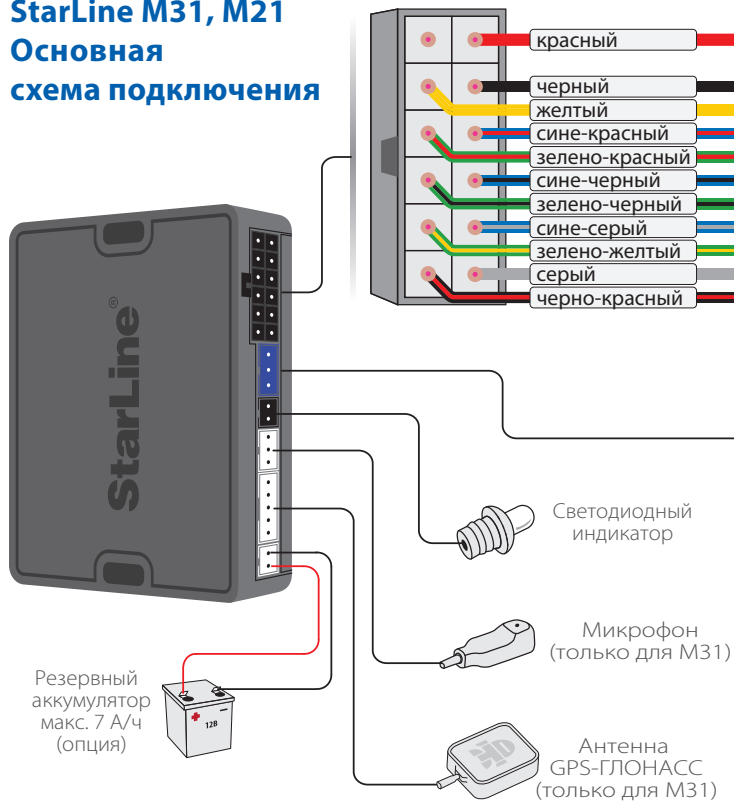 StarLine M31, M21
Основная
схема подключения
красный
черный
желтый
сине-красный
зелено-красный
сине-черный
зелено-черный
сине-серый
зелено-желтый
серый
черно-красный
StarLine®
Светодиодный
индикатор
Микрофон
(только для М31)
Резервный
аккумулятор
макс. 7 А/ч
(опция)
12В
Антенна
GPS-ГЛОНАСС
(только для М31)